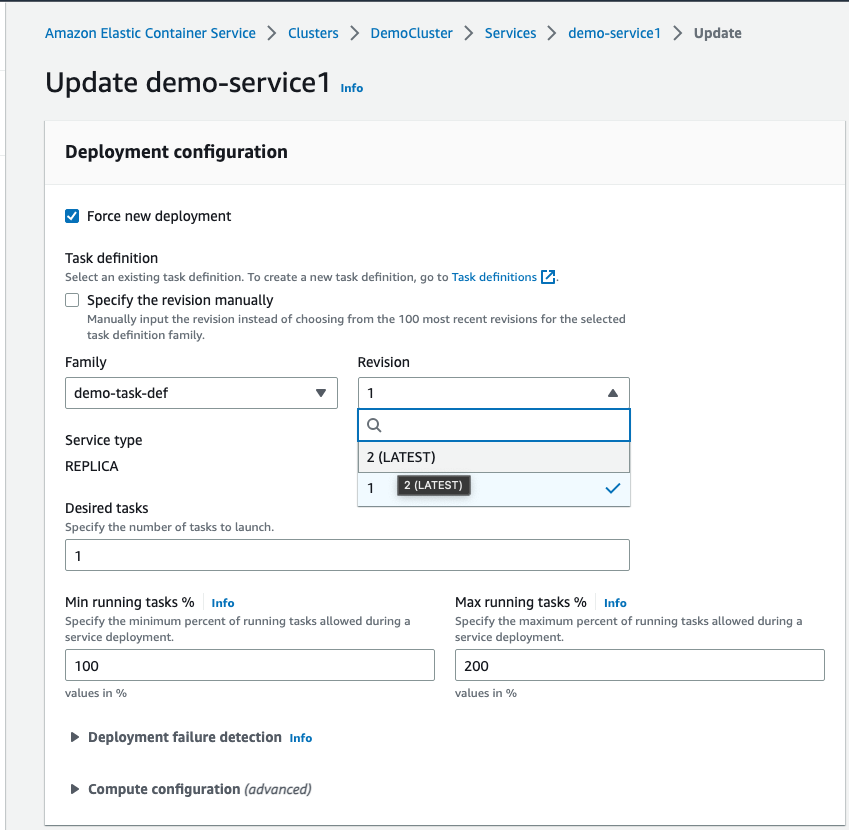 Amazon Elastic Container Service > Clusters > DemoCluster > Services > demo-service1 > Update
Update demo-service1 Info
Deployment configuration
Force new deployment
Task definition
Select an existing task definition. To create a new task definition, go to Task definitions .
Specify the revision manually
Manually input the revision instead of choosing from the 100 most recent revisions for the selected
task definition family.
Family
demo-task-def
Revision
1
2 (LATEST)
1
2 (LATEST)
Service type
REPLICA
Desired tasks
Specify the number of tasks to launch.
1
Min running tasks % Info
Specify the minimum percent of running tasks allowed during a
service deployment.
100
values in %
Max running tasks % Info
Specify the maximum percent of running tasks allowed during a
service deployment.
200
values in %
Deployment failure detection Info
Compute configuration (advanced)